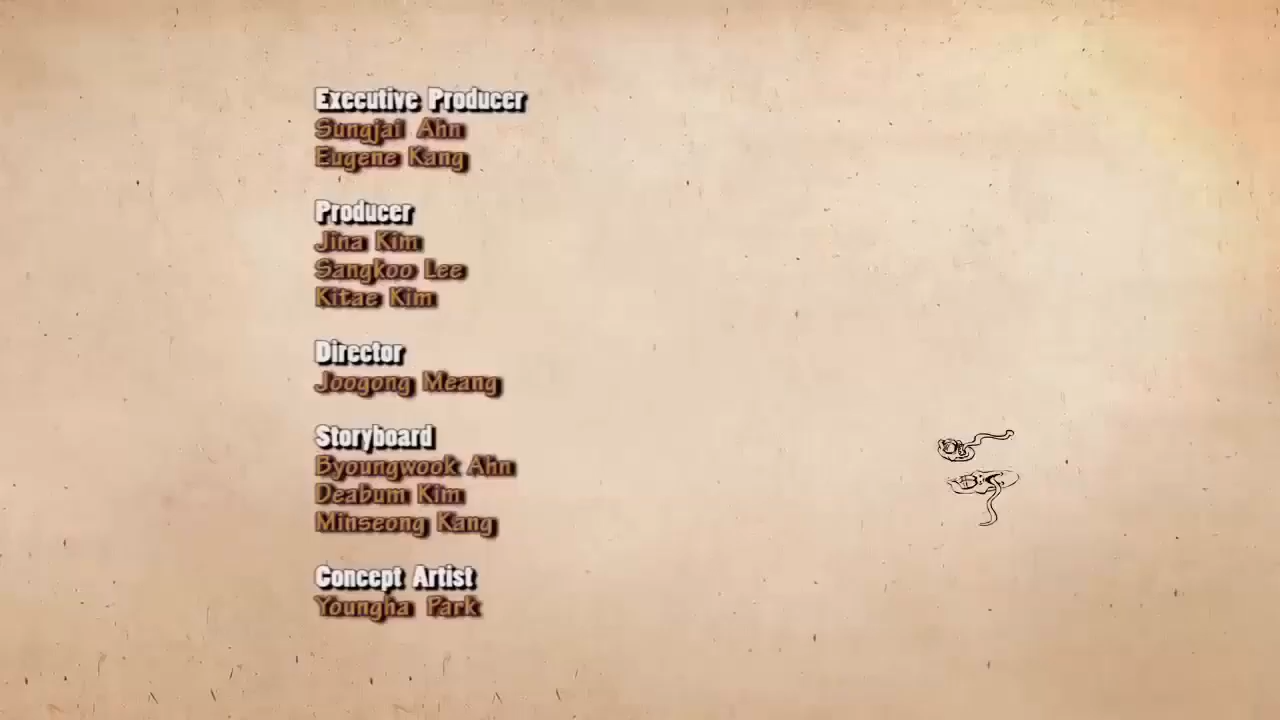 Executive Producer
Sungjai Ahn
Eugene Kang
Producer
Jina Kim
Sangkoo Lee
Kitae Kim
Director
Joogong Meang
Storyboard
Byoungwook Ahn
Deabum Kim
Minseong Kang
Concept Artist
Youngha Park